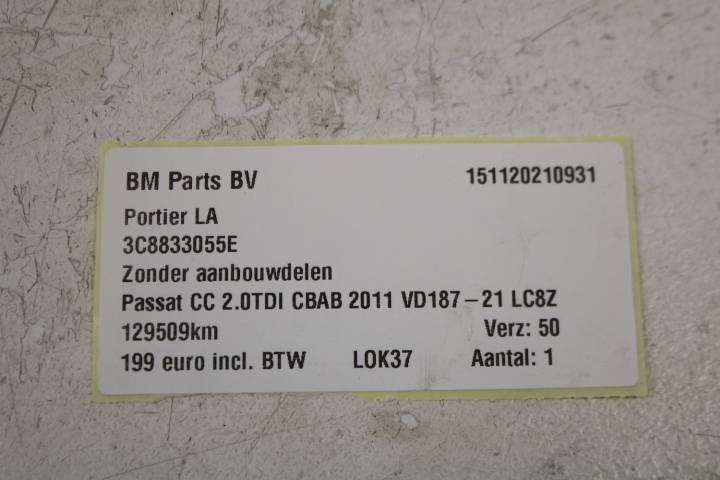 BM Parts BV 151120210931
Portier LA
3C8833055E
Zonder aanbouwdelen
Passat CC 2.0TDI CBAB 2011 VD187-21 LC8Z
129509km Verz: 50
199 euro incl. BTW LOK37 Aantal: 1